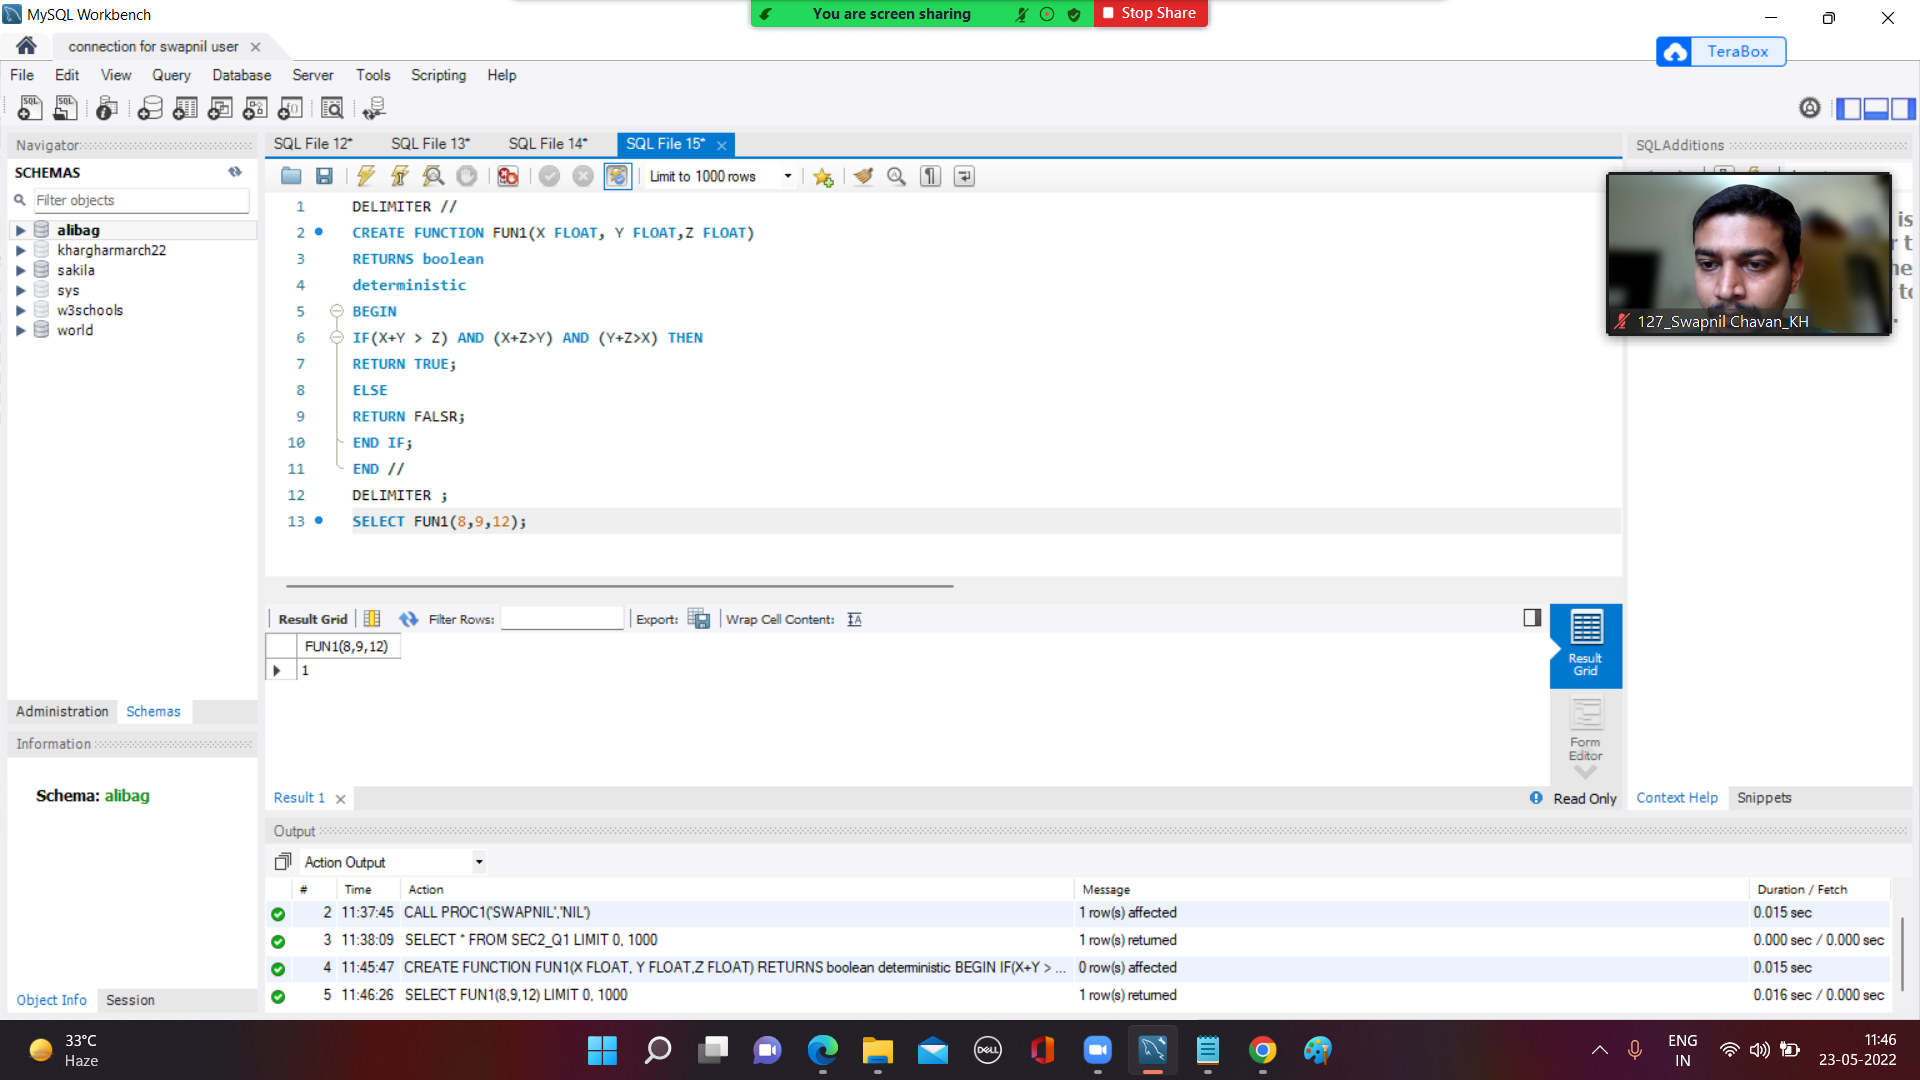 MySQL Workbench
You are screen sharing
Stop Share
connection for swapnil user
TeraBox
File Edit View Query Database Server Tools Scripting Help
Navigator
SCHEMAS
Filter objects
alibag
khargharmarch22
sakila
sys
w3schools
world
Administration Schemas
Information
Schema: alibag
Object Info Session
SQL File 12* SQL File 13* SQL File 14* SQL File 15*
Limit to 1000 rows
1 DELIMITER //
2 CREATE FUNCTION FUN1(X FLOAT, Y FLOAT,Z FLOAT)
3 RETURNS boolean
4 deterministic
5 BEGIN
6 IF(X+Y > Z) AND (X+Z>Y) AND (Y+Z>X) THEN
7 RETURN TRUE;
8 ELSE
9 RETURN FALSR;
10 END IF;
11 END //
12 DELIMITER ;
13 SELECT FUN1(8,9,12);
Result Grid Filter Rows: Export: Wrap Cell Content:
FUN1(8,9,12)
1
Result Grid
Form Editor
Result 1
Read Only
SQLAdditions
127_Swapnil Chavan_KH
Context Help Snippets
Output
Action Output
# Time Action Message Duration / Fetch
2 11:37:45 CALL PROC1('SWAPNIL','NIL') 1 row(s) affected 0.015 sec
3 11:38:09 SELECT * FROM SEC2_Q1 LIMIT 0, 1000 1 row(s) returned 0.000 sec / 0.000 sec
4 11:45:47 CREATE FUNCTION FUN1(X FLOAT, Y FLOAT,Z FLOAT) RETURNS boolean deterministic BEGIN IF(X+Y > ... 0 row(s) affected 0.015 sec
5 11:46:26 SELECT FUN1(8,9,12) LIMIT 0, 1000 1 row(s) returned 0.016 sec / 0.000 sec
33°C
Haze
DELL
ENG
IN
11:46
23-05-2022